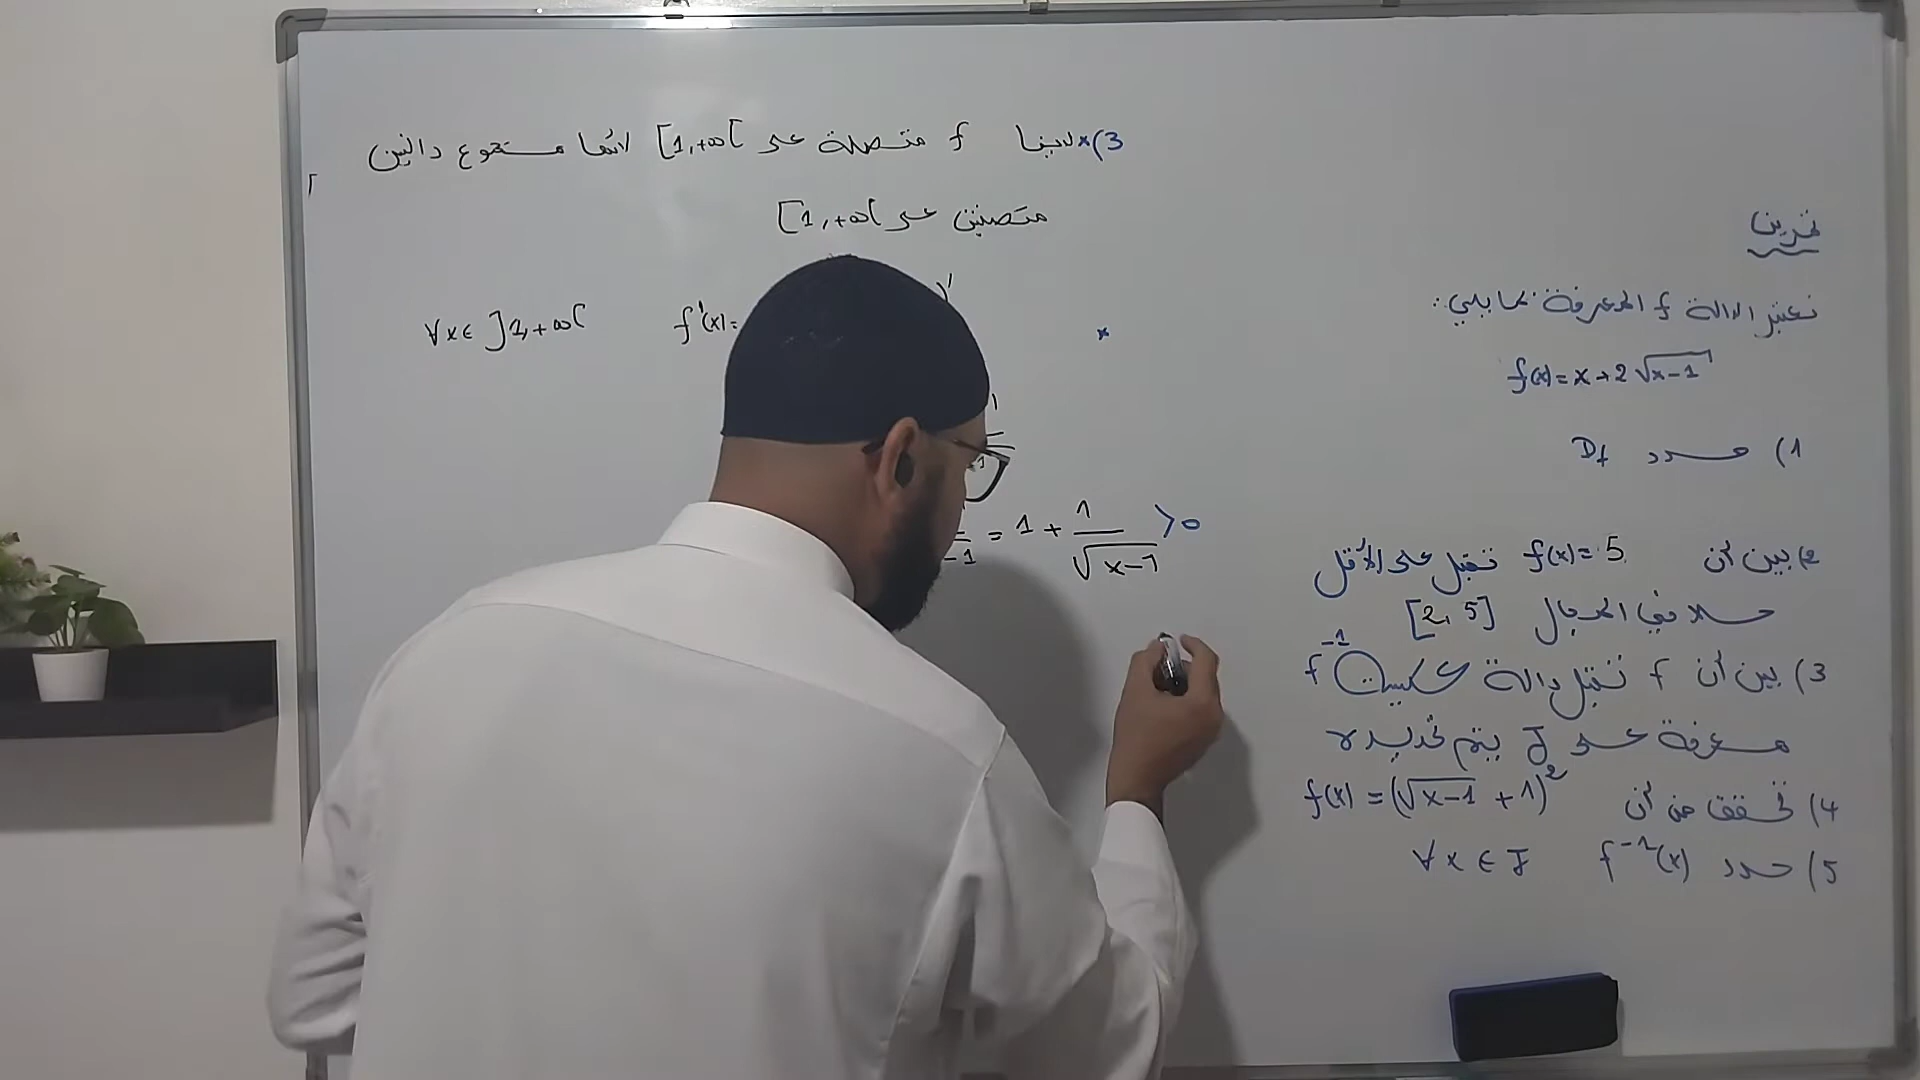 تمرين
نعتبر الدالة f المعرفة بما يلي:
f(x)=x+2√(x-1)
1) حدد Df
2) بين أن f(x)=5 تقبل على الأقل
حلا في المجال [2,5]
3) بين أن f تقبل دالة عكسية f⁻¹
معرفة على J يتم تحديده
4) تحقق من أن f(x)=(√(x-1)+1)²
5) حدد f⁻¹(x) ∀x∈J
3)* لدينا f متصلة على [1,+∞[ لأنها مجموع دالتين
متصلتين على [1,+∞[
* f'(x)= ∀x∈]1,+∞[
=1+1/√(x-1) >0